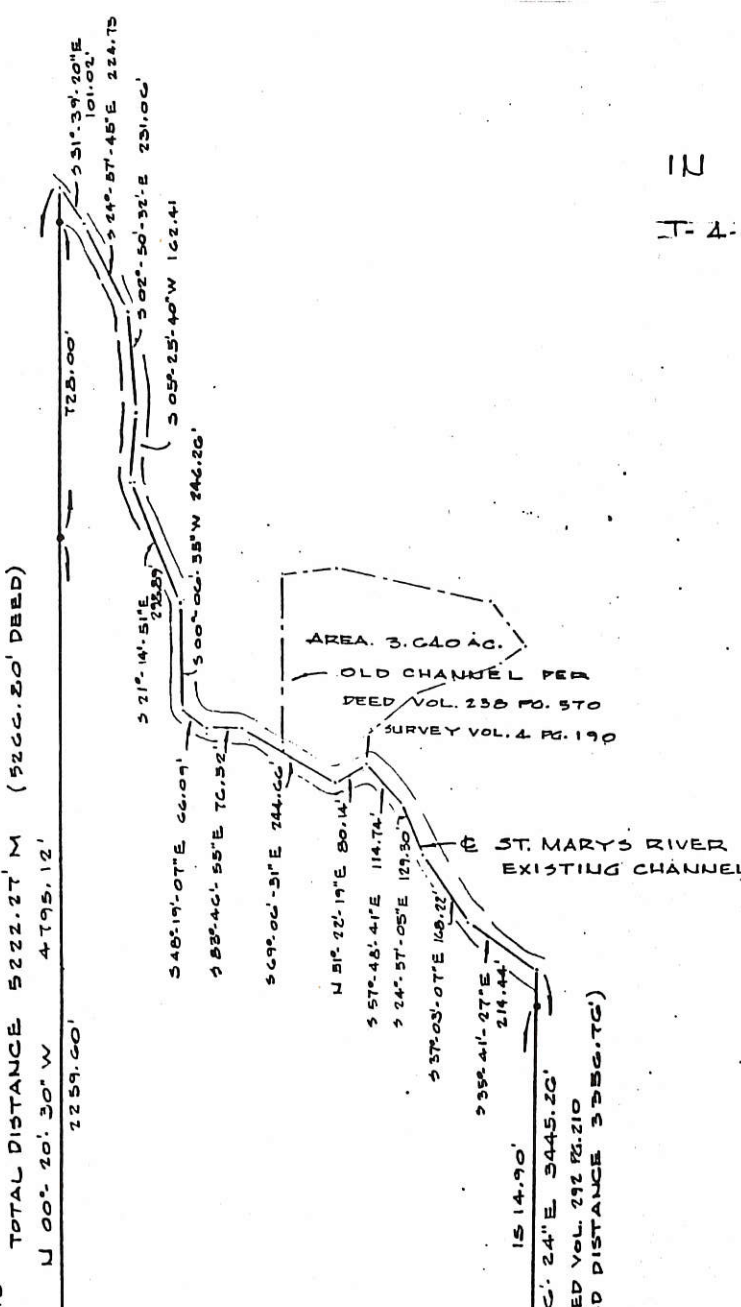 TOTAL DISTANCE 5222.27' M (5266.80' DEED)
N 00°-20'-30" W 4795.12'
2259.60'
728.00'
S 31°-39'-20"E
101.02'
S 24°-57'-45"E 224.75
S 02°-50'-32"-E 231.06'
S 05°-25'-40"W 162.41
S 21°-14'-51"E
S 00°-06'-35"W 246.26'
S 48°-19'-07"E 66.09'
S 83°-46'-55"E 76.32'
S 69°-06'-31"E 244.66'
N 31°-22'-19"E 80.14'
S 57°-48'-41"E 114.74'
S 24°-57'-05"E 129.30'
S 37°-03'-07"E 168.22'
S 35°-41'-27"E
214.44'
AREA. 3.640 AC.
OLD CHANNEL PER
DEED VOL. 238 PG. 570
SURVEY VOL. 4 PG. 190
℄ ST. MARYS RIVER
EXISTING CHANNEL
IN
T-4-
1514.90'
24"E 3445.26'
ED VOL. 292 PG. 210
D DISTANCE 3386.76')